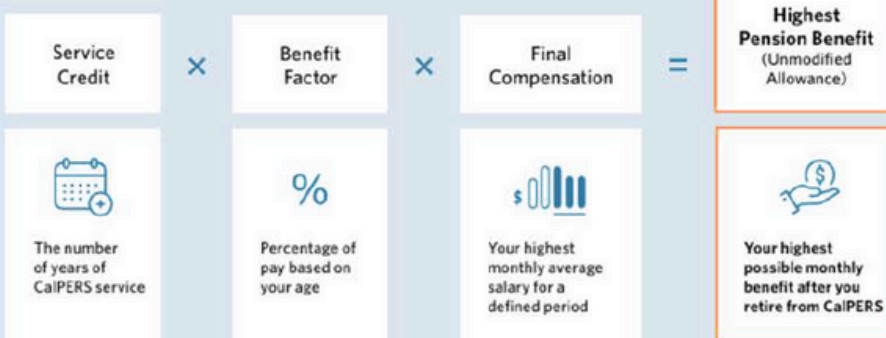 Service
Credit
×
Benefit
Factor
×
Final
Compensation
=
Highest
Pension Benefit
(Unmodified
Allowance)
The number
of years of
CalPERS service
%
Percentage of
pay based on
your age
$
Your highest
monthly average
salary for a
defined period
$
Your highest
possible monthly
benefit after you
retire from CalPERS